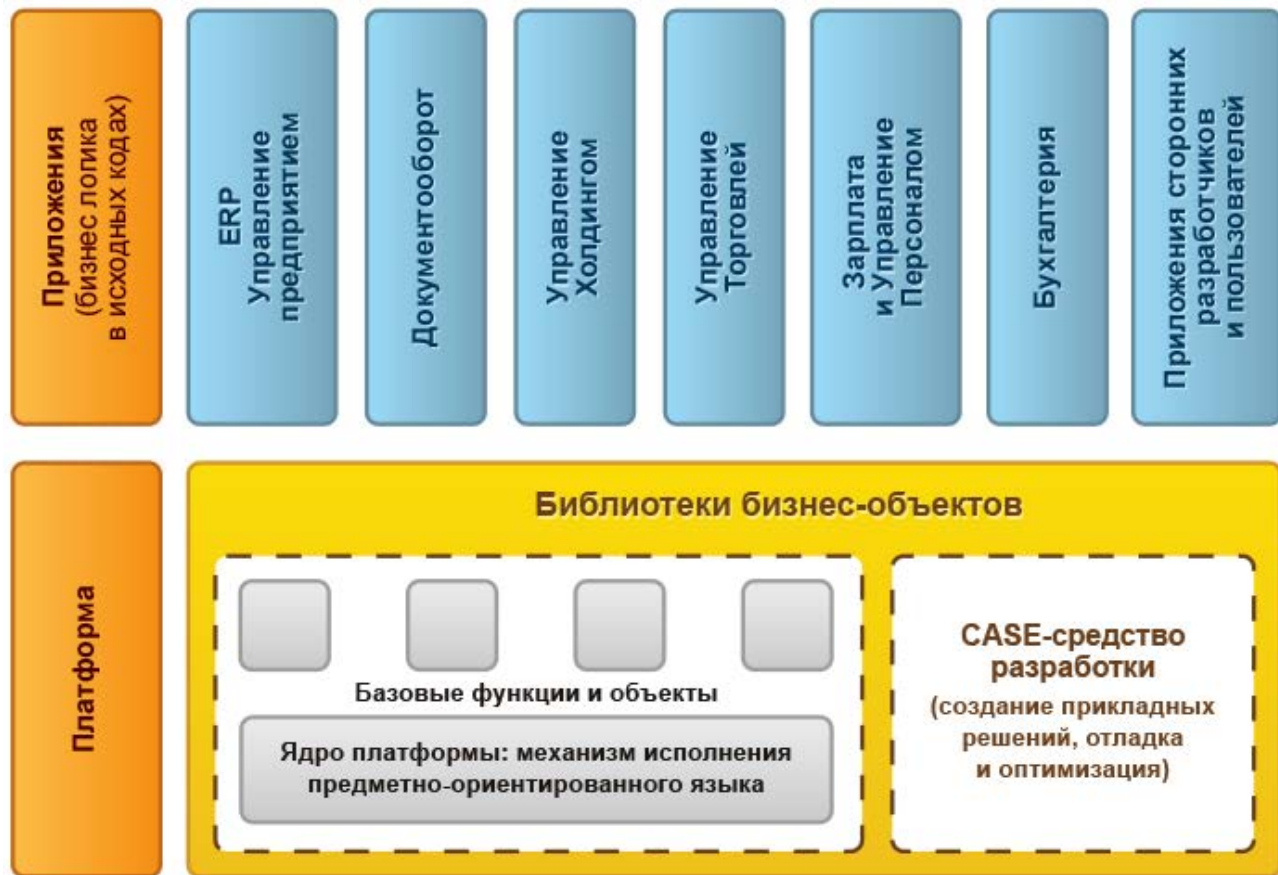 Приложения
(бизнес логика
в исходных кодах)
ERP
Управление
предприятием
Документооборот
Управление
Холдингом
Управление
Торговлей
Зарплата
и Управление
Персоналом
Бухгалтерия
Приложения сторонних
разработчиков
и пользователей
Платформа
Библиотеки бизнес-объектов
Базовые функции и объекты
Ядро платформы: механизм исполнения
предметно-ориентированного языка
CASE-средство
разработки
(создание прикладных
решений, отладка
и оптимизация)